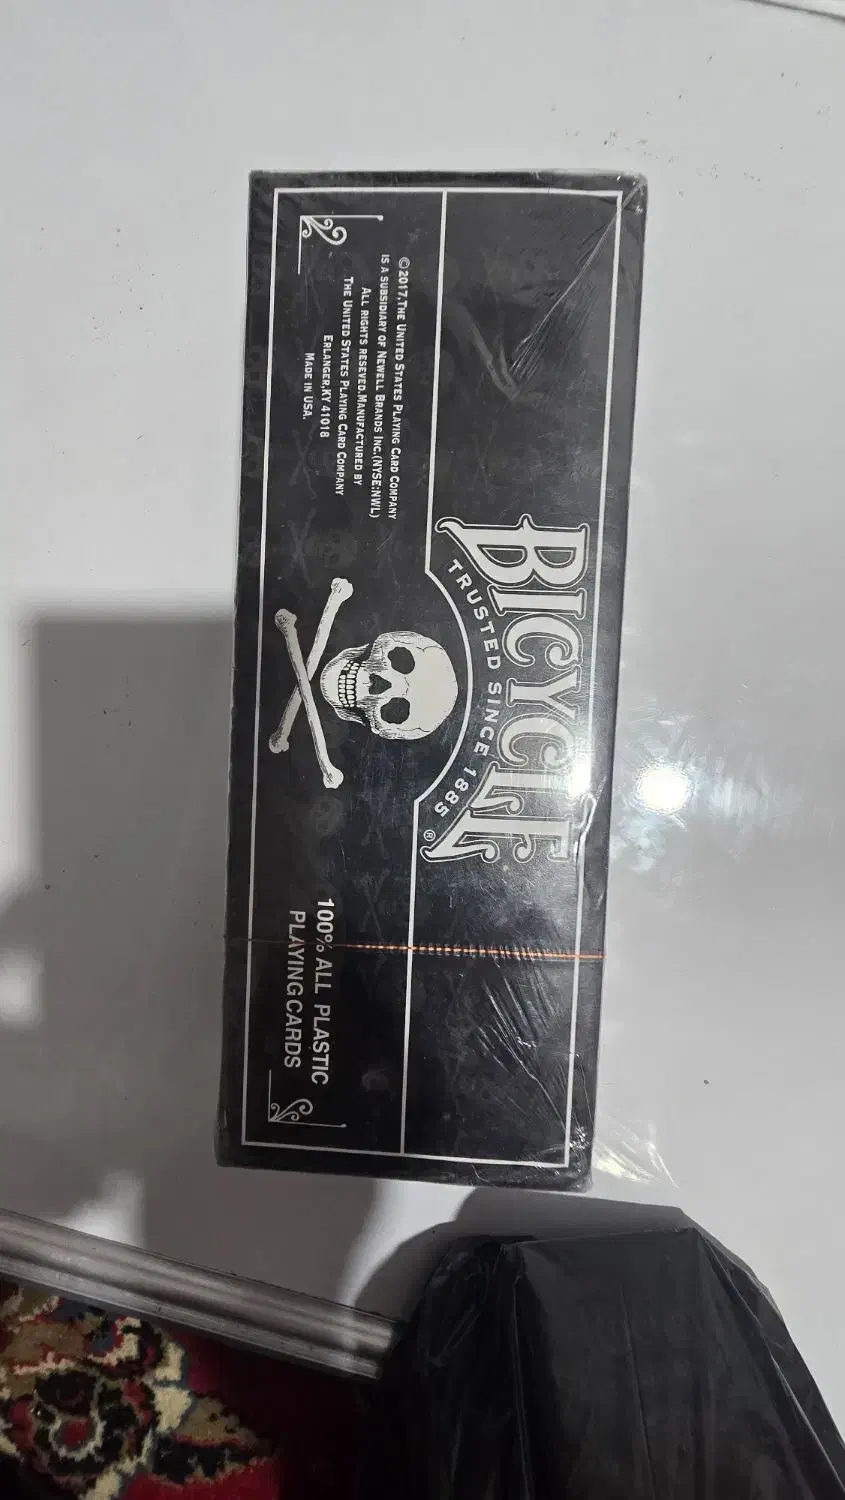 BICYCLE
TRUSTED SINCE 1885 ®
©2017,THE UNITED STATES PLAYING CARD COMPANY
IS A SUBSIDIARY OF NEWELL BRANDS INC.(NYSE:NWL)
ALL RIGHTS RESEVED.MANUFACTURED BY
THE UNITED STATES PLAYING CARD COMPANY
ERLANGER,KY 41018
MADE IN USA.
100% ALL PLASTIC
PLAYING CARDS